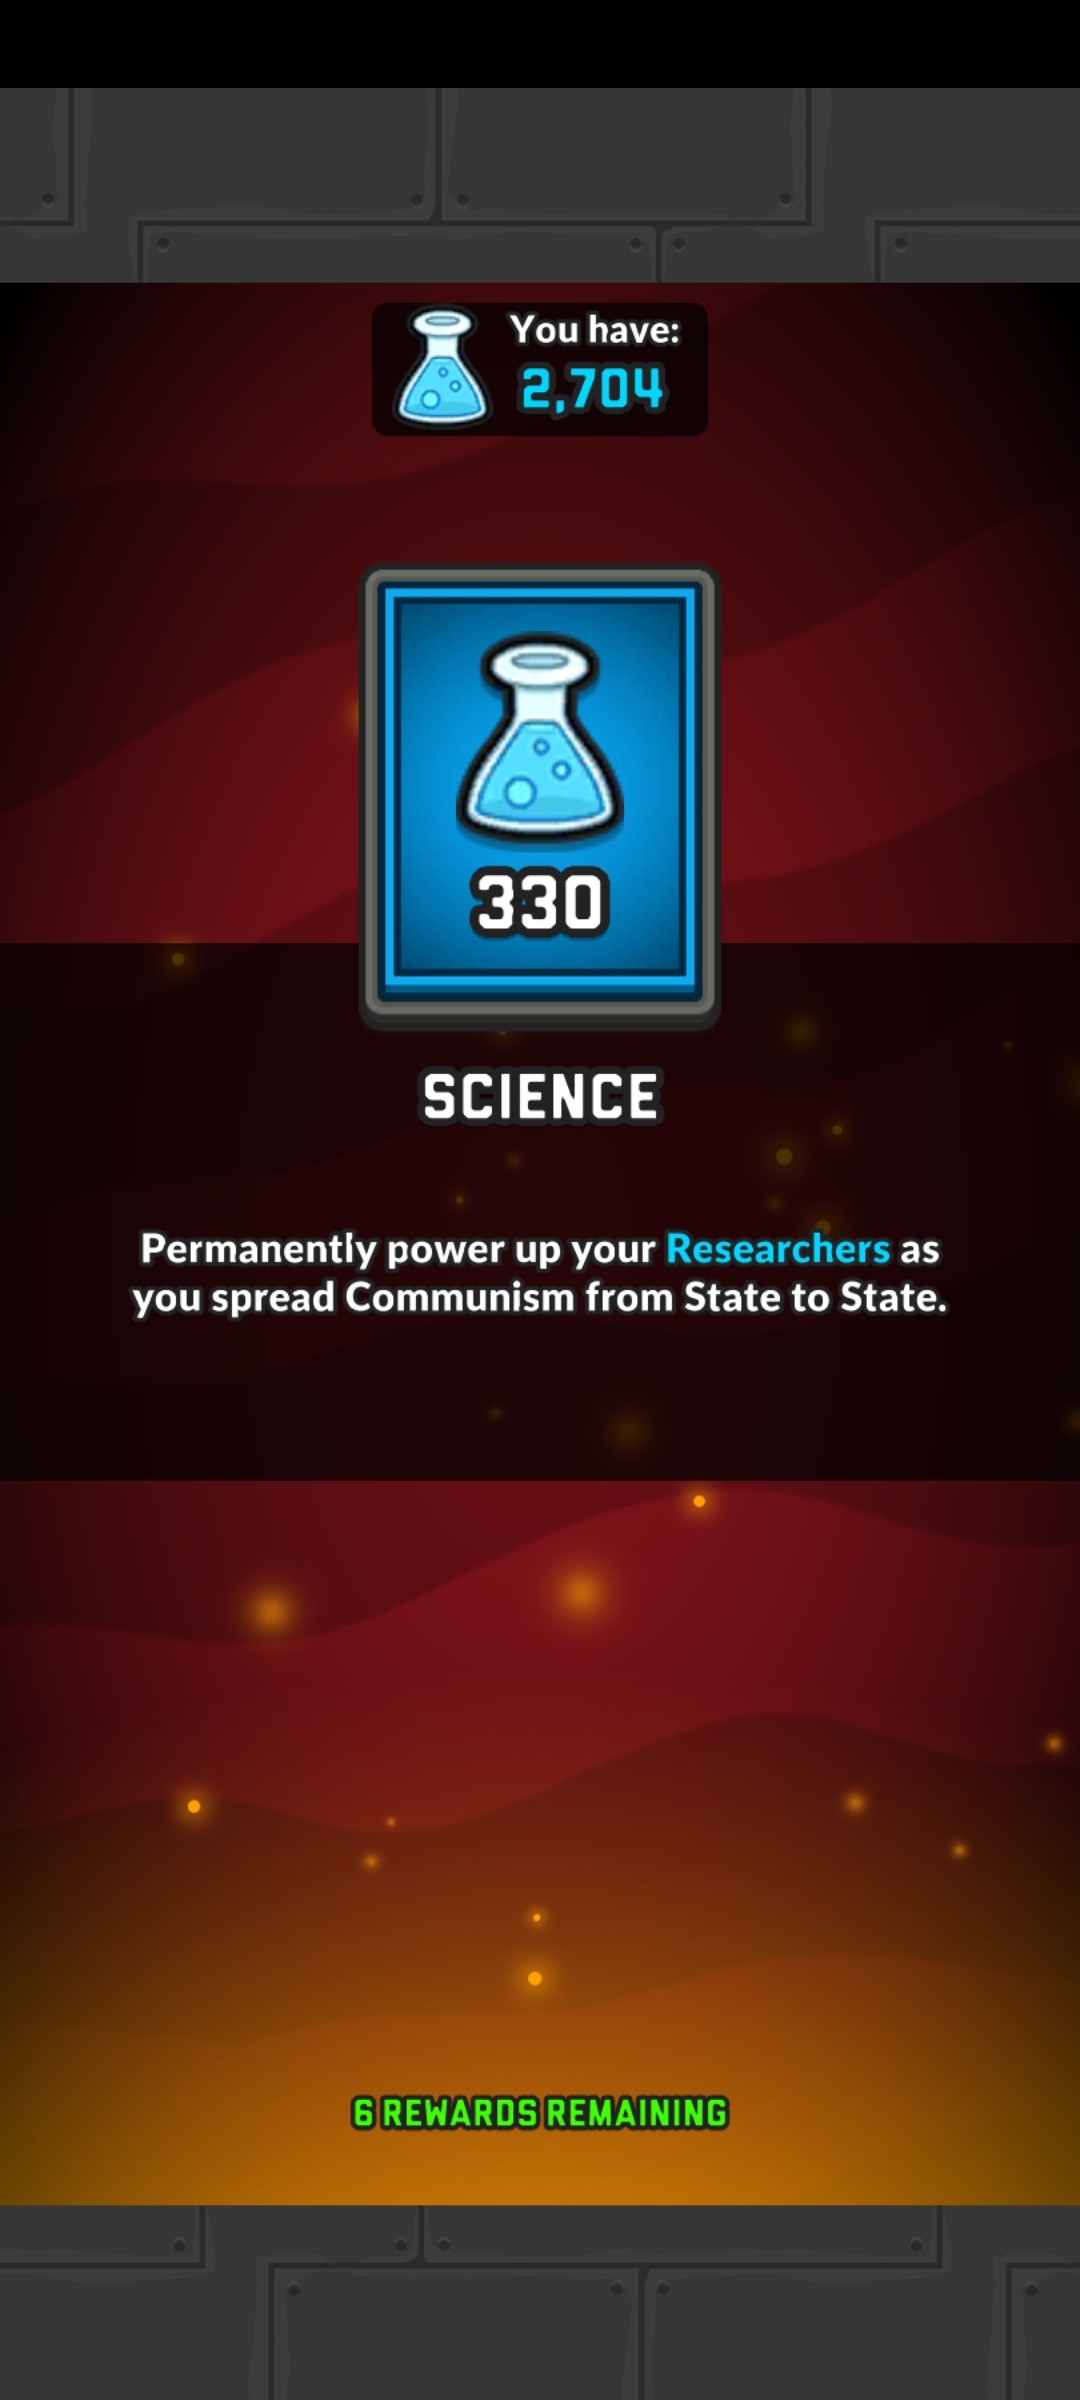 You have:
2,704
330
SCIENCE
Permanently power up your Researchers as
you spread Communism from State to State.
6 REWARDS REMAINING